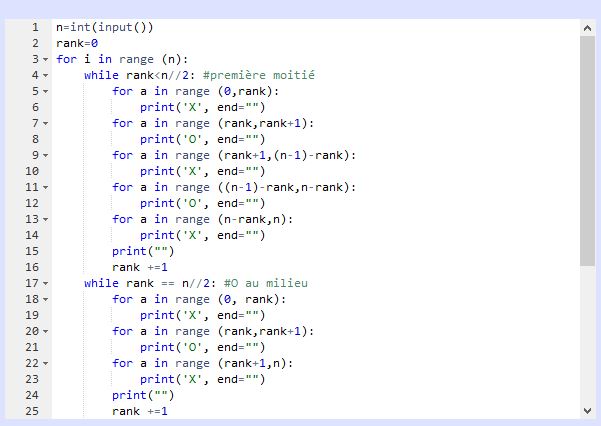 1 n=int(input())
2 rank=0
3 for i in range (n):
4 while rank<n//2: #première moitié
5 for a in range (0,rank):
6 print('X', end="")
7 for a in range (rank,rank+1):
8 print('O', end="")
9 for a in range (rank+1,(n-1)-rank):
10 print('X', end="")
11 for a in range ((n-1)-rank,n-rank):
12 print('O', end="")
13 for a in range (n-rank,n):
14 print('X', end="")
15 print("")
16 rank +=1
17 while rank == n//2: #O au milieu
18 for a in range (0, rank):
19 print('X', end="")
20 for a in range (rank,rank+1):
21 print('O', end="")
22 for a in range (rank+1,n):
23 print('X', end="")
24 print("")
25 rank +=1